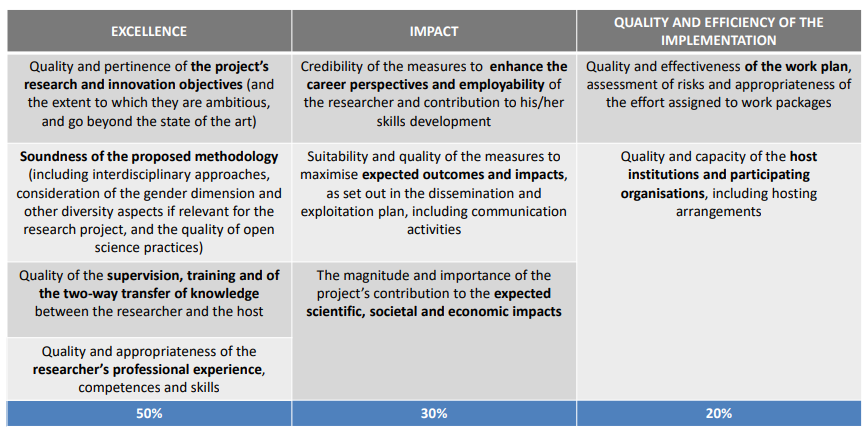 EXCELLENCE
IMPACT
QUALITY AND EFFICIENCY OF THE
IMPLEMENTATION
Quality and pertinence of the project's
research and innovation objectives (and
the extent to which they are ambitious,
and go beyond the state of the art)
Credibility of the measures to enhance the
career perspectives and employability of
the researcher and contribution to his/her
skills development
Quality and effectiveness of the work plan,
assessment of risks and appropriateness of
the effort assigned to work packages
Soundness of the proposed methodology
(including interdisciplinary approaches,
consideration of the gender dimension and
other diversity aspects if relevant for the
research project, and the quality of open
science practices)
Suitability and quality of the measures to
maximise expected outcomes and impacts,
as set out in the dissemination and
exploitation plan, including communication
activities
Quality and capacity of the host
institutions and participating
organisations, including hosting
arrangements
Quality of the supervision, training and of
the two-way transfer of knowledge
between the researcher and the host
The magnitude and importance of the
project's contribution to the expected
scientific, societal and economic impacts
Quality and appropriateness of the
researcher's professional experience,
competences and skills
50%
30%
20%